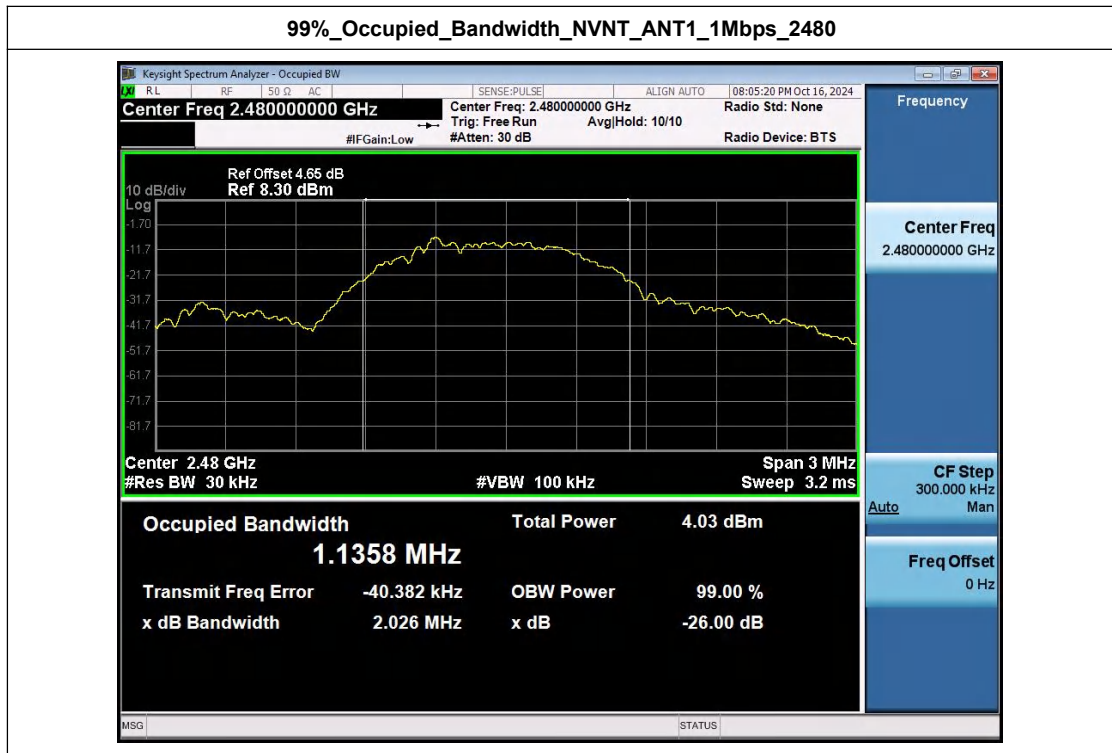 99%_Occupied_Bandwidth_NVNT_ANT1_1Mbps_2480
Keysight Spectrum Analyzer - Occupied BW
LXI RL RF 50 Ω AC SENSE:PULSE ALIGN AUTO 08:05:20 PM Oct 16, 2024
Center Freq 2.480000000 GHz
Center Freq: 2.480000000 GHz
Radio Std: None
Trig: Free Run Avg|Hold: 10/10
#IFGain:Low
#Atten: 30 dB
Radio Device: BTS
Ref Offset 4.65 dB
10 dB/div Ref 8.30 dBm
Log
-1.70
-11.7
-21.7
-31.7
-41.7
-51.7
-61.7
-71.7
-81.7
Center 2.48 GHz Span 3 MHz
#Res BW 30 kHz #VBW 100 kHz Sweep 3.2 ms
Occupied Bandwidth Total Power 4.03 dBm
1.1358 MHz
Transmit Freq Error -40.382 kHz OBW Power 99.00 %
x dB Bandwidth 2.026 MHz x dB -26.00 dB
MSG STATUS
Frequency
Center Freq
2.480000000 GHz
CF Step
300.000 kHz
Auto Man
Freq Offset
0 Hz